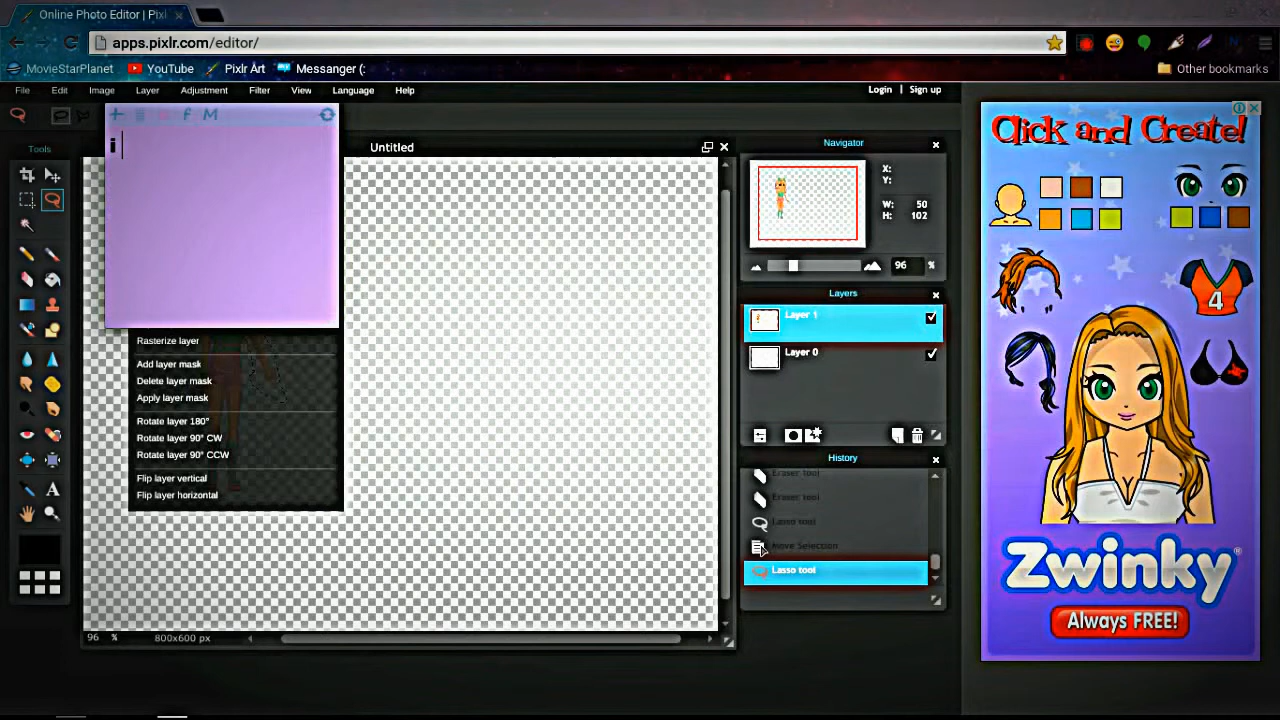 Online Photo Editor | Pixl
apps.pixlr.com/editor/
MovieStarPlanet YouTube Pixlr Art Messanger (: Other bookmarks
File Edit Image Layer Adjustment Filter View Language Help Login | Sign up
f M
i
Tools
Untitled
Rasterize layer
Add layer mask
Delete layer mask
Apply layer mask
Rotate layer 180°
Rotate layer 90° CW
Rotate layer 90° CCW
Flip layer vertical
Flip layer horizontal
96 % 800x600 px
Navigator
X:
Y:
W: 50
H: 102
96 %
Layers
Layer 1
Layer 0
History
Eraser tool
Eraser tool
Lasso tool
Move Selection
Lasso tool
Click and Create!
4
Zwinky®
Always FREE!